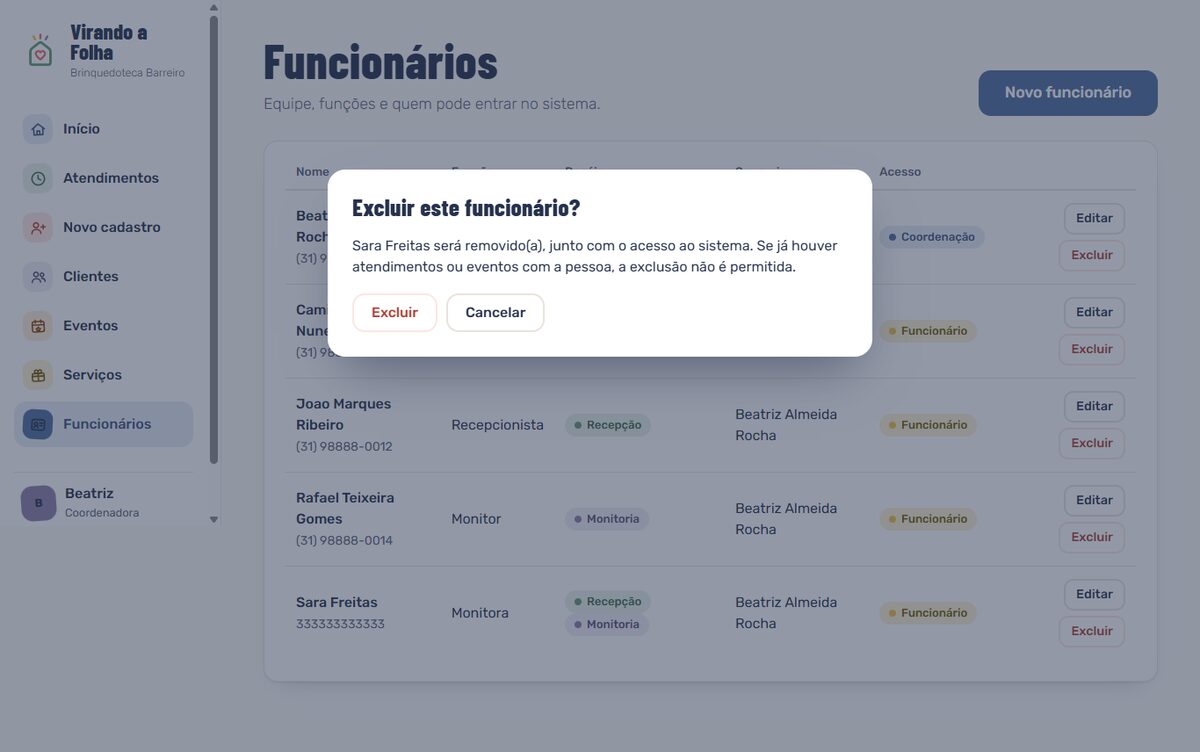 Virando a
Folha
Brinquedoteca Barreiro
Início
Atendimentos
Novo cadastro
Clientes
Eventos
Serviços
Funcionários
B
Beatriz
Coordenadora
Funcionários
Equipe, funções e quem pode entrar no sistema.
Novo funcionário
Nome
Acesso
Coordenação
Editar
Excluir
(31) 9
Funcionário
Editar
Excluir
Excluir este funcionário?
Sara Freitas será removido(a), junto com o acesso ao sistema. Se já houver
atendimentos ou eventos com a pessoa, a exclusão não é permitida.
Excluir
Cancelar
Joao Marques
Ribeiro
(31) 98888-0012
Recepcionista
Recepção
Beatriz Almeida
Rocha
Funcionário
Editar
Excluir
Rafael Teixeira
Gomes
(31) 98888-0014
Monitor
Monitoria
Beatriz Almeida
Rocha
Funcionário
Editar
Excluir
Sara Freitas
333333333333
Monitora
Recepção
Monitoria
Beatriz Almeida
Rocha
Funcionário
Editar
Excluir